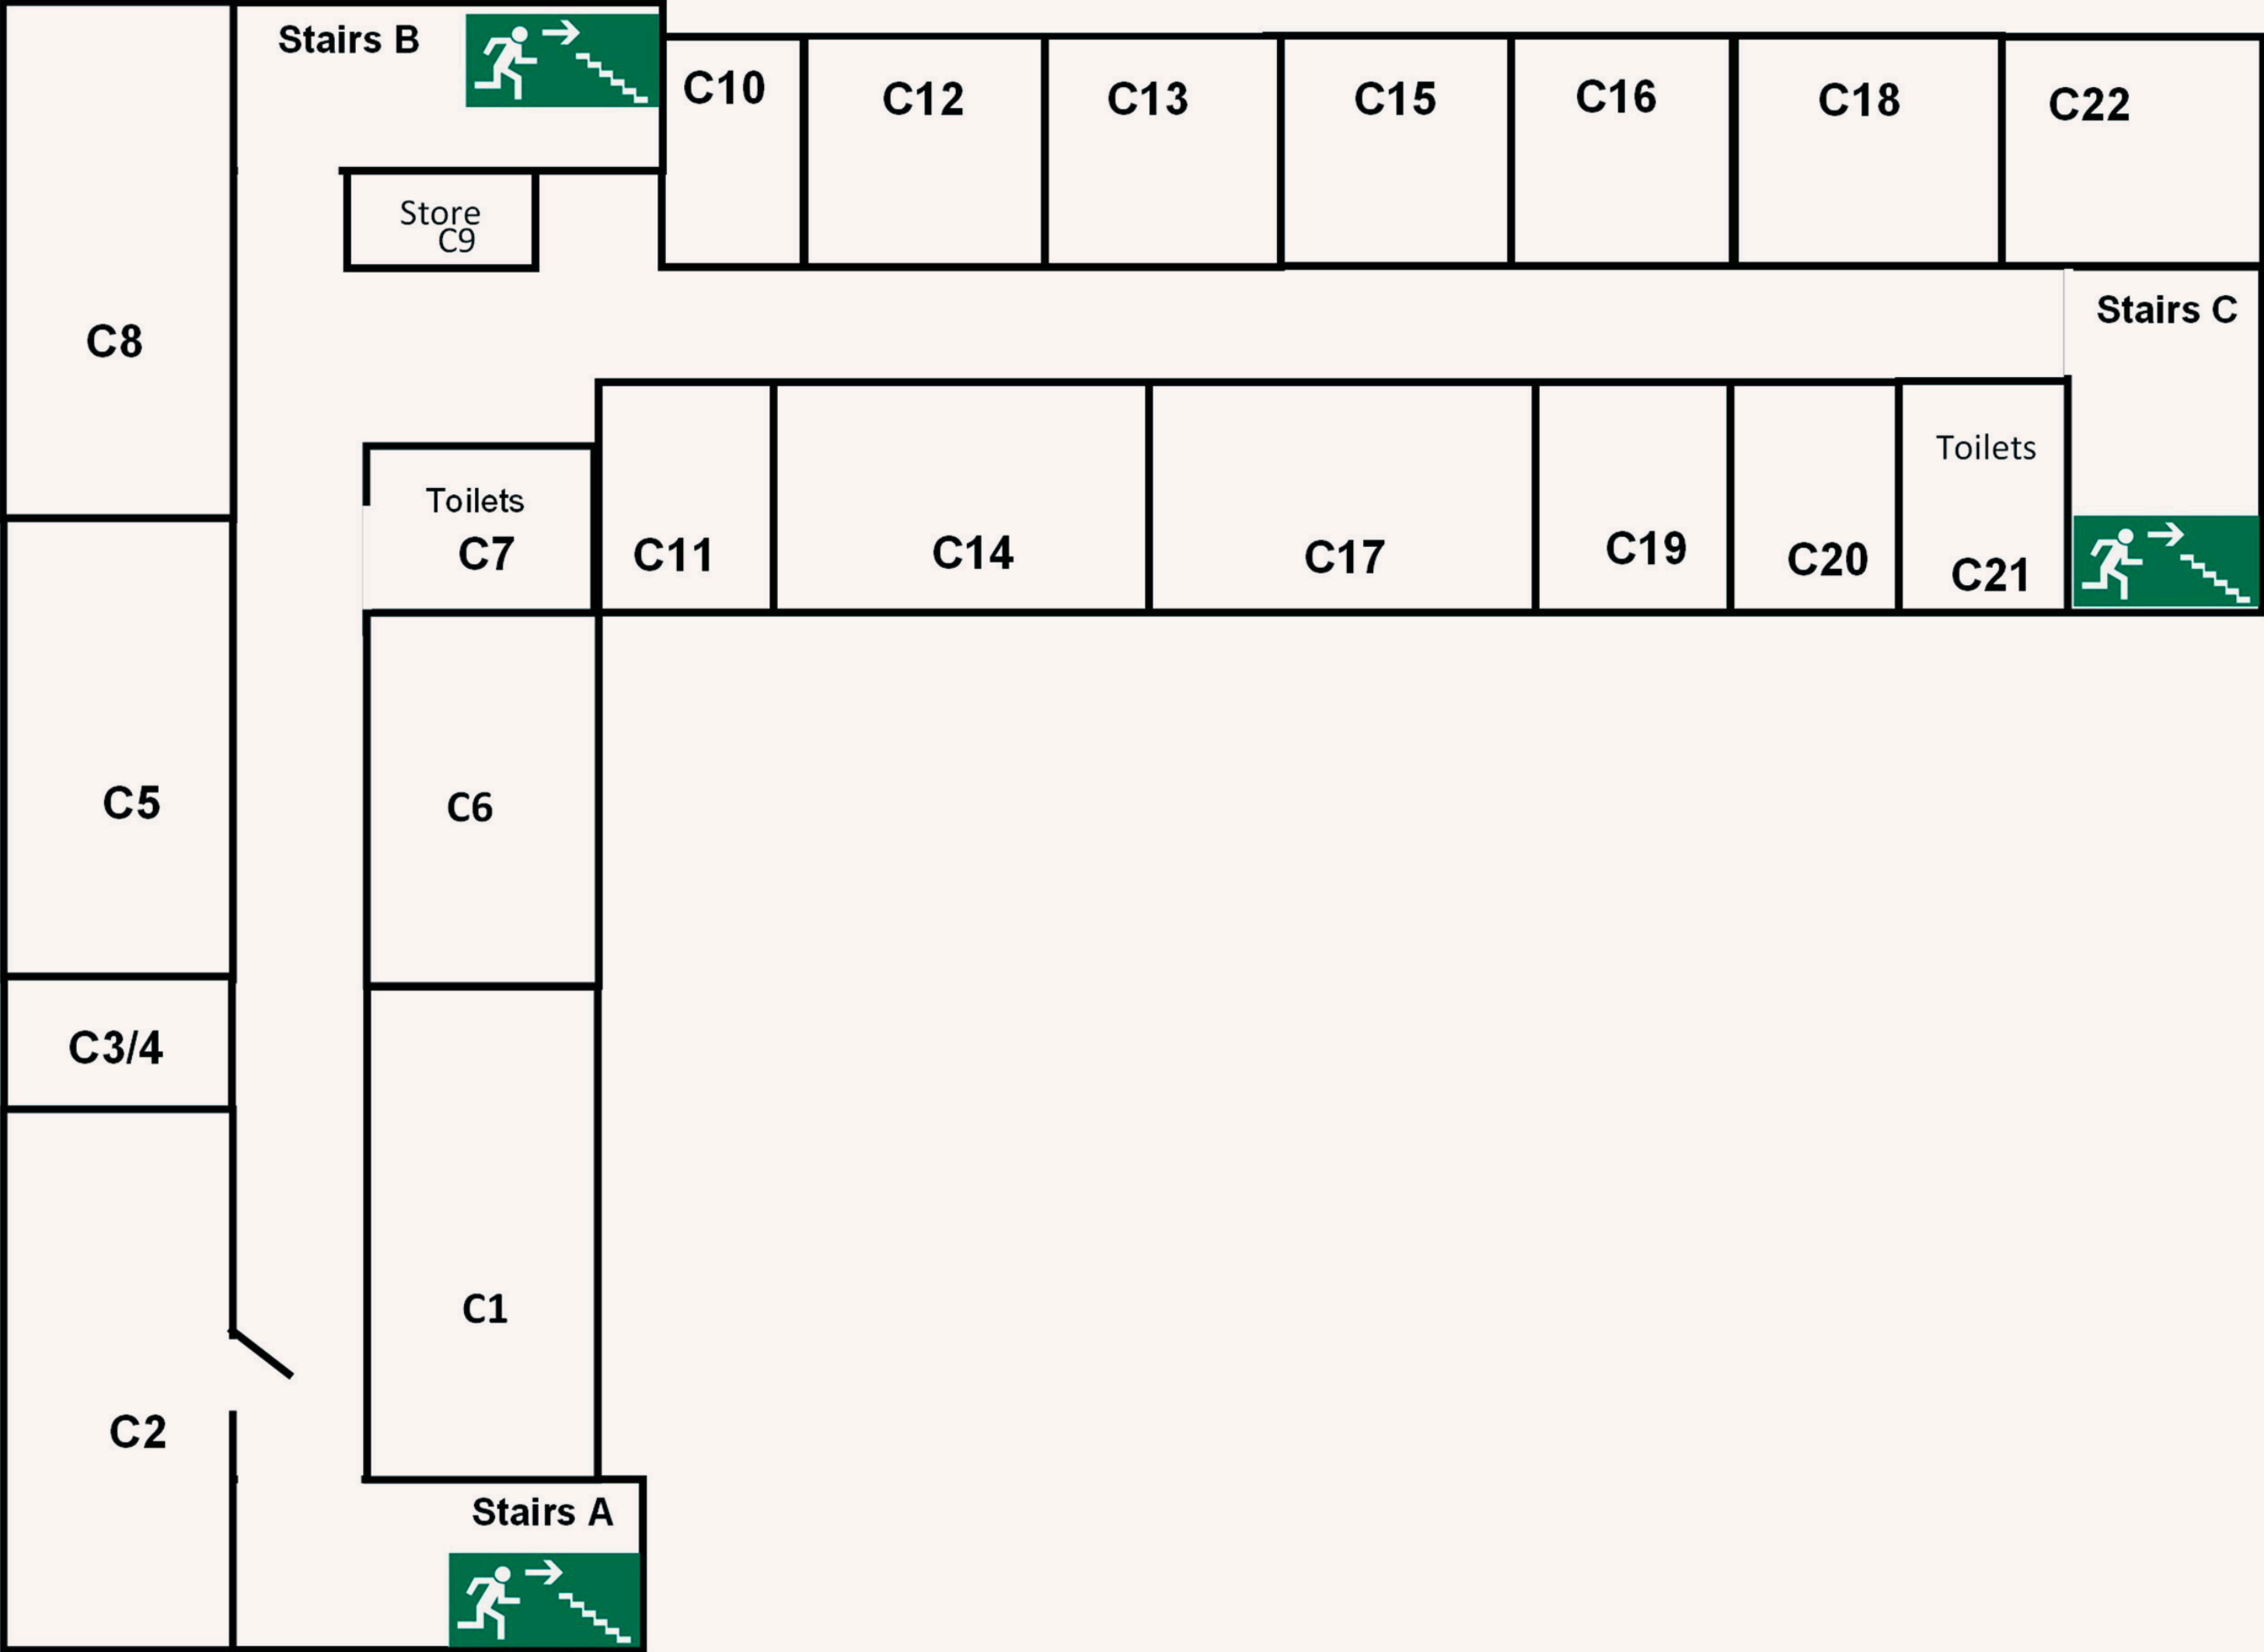 Stairs B
C10
C12
C13
C15
C16
C18
C22
Store
C9
Stairs C
C8
Toilets
C7
C11
C14
C17
C19
C20
Toilets
C21
C5
C6
C3/4
C1
C2
Stairs A